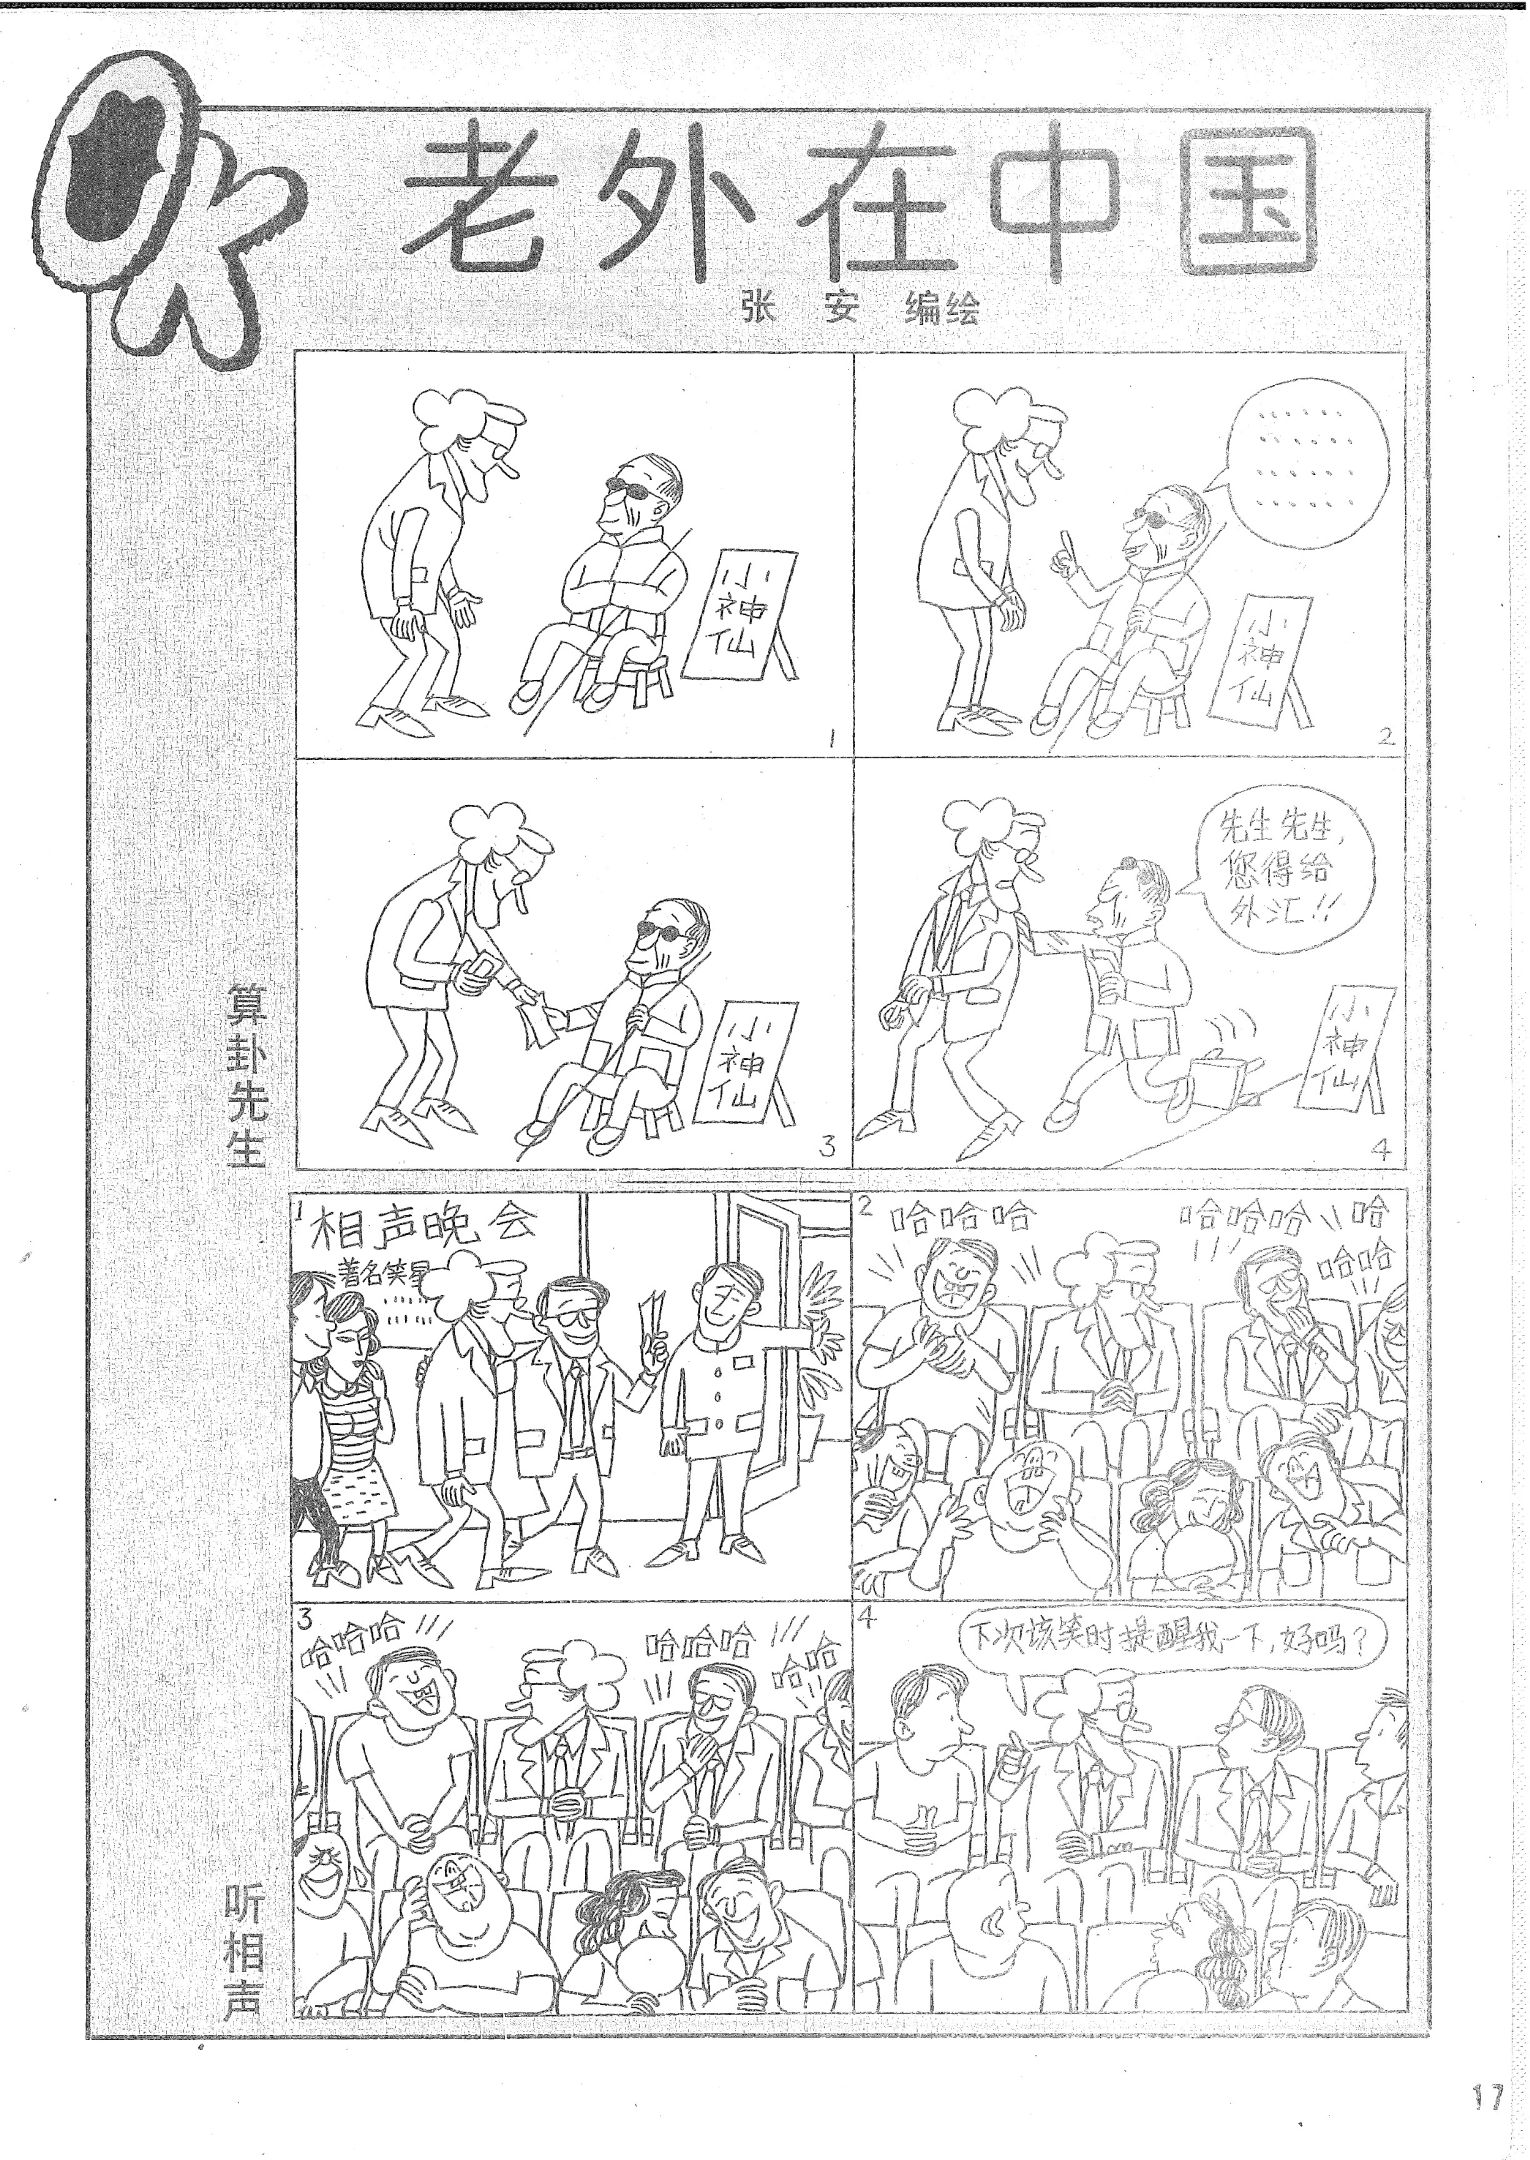 OK
老外在中国
张安 编绘
算卦先生
小神仙
1
小神仙
2
小神仙
3
先生先生,
您得给
外汇!!
小神仙
4
听相声
1
相声晚会
著名笑星
2
哈哈哈
哈哈哈
哈
哈哈
3
哈哈哈
哈哈哈
哈哈
4
下次该笑时提醒我一下,好吗?
17